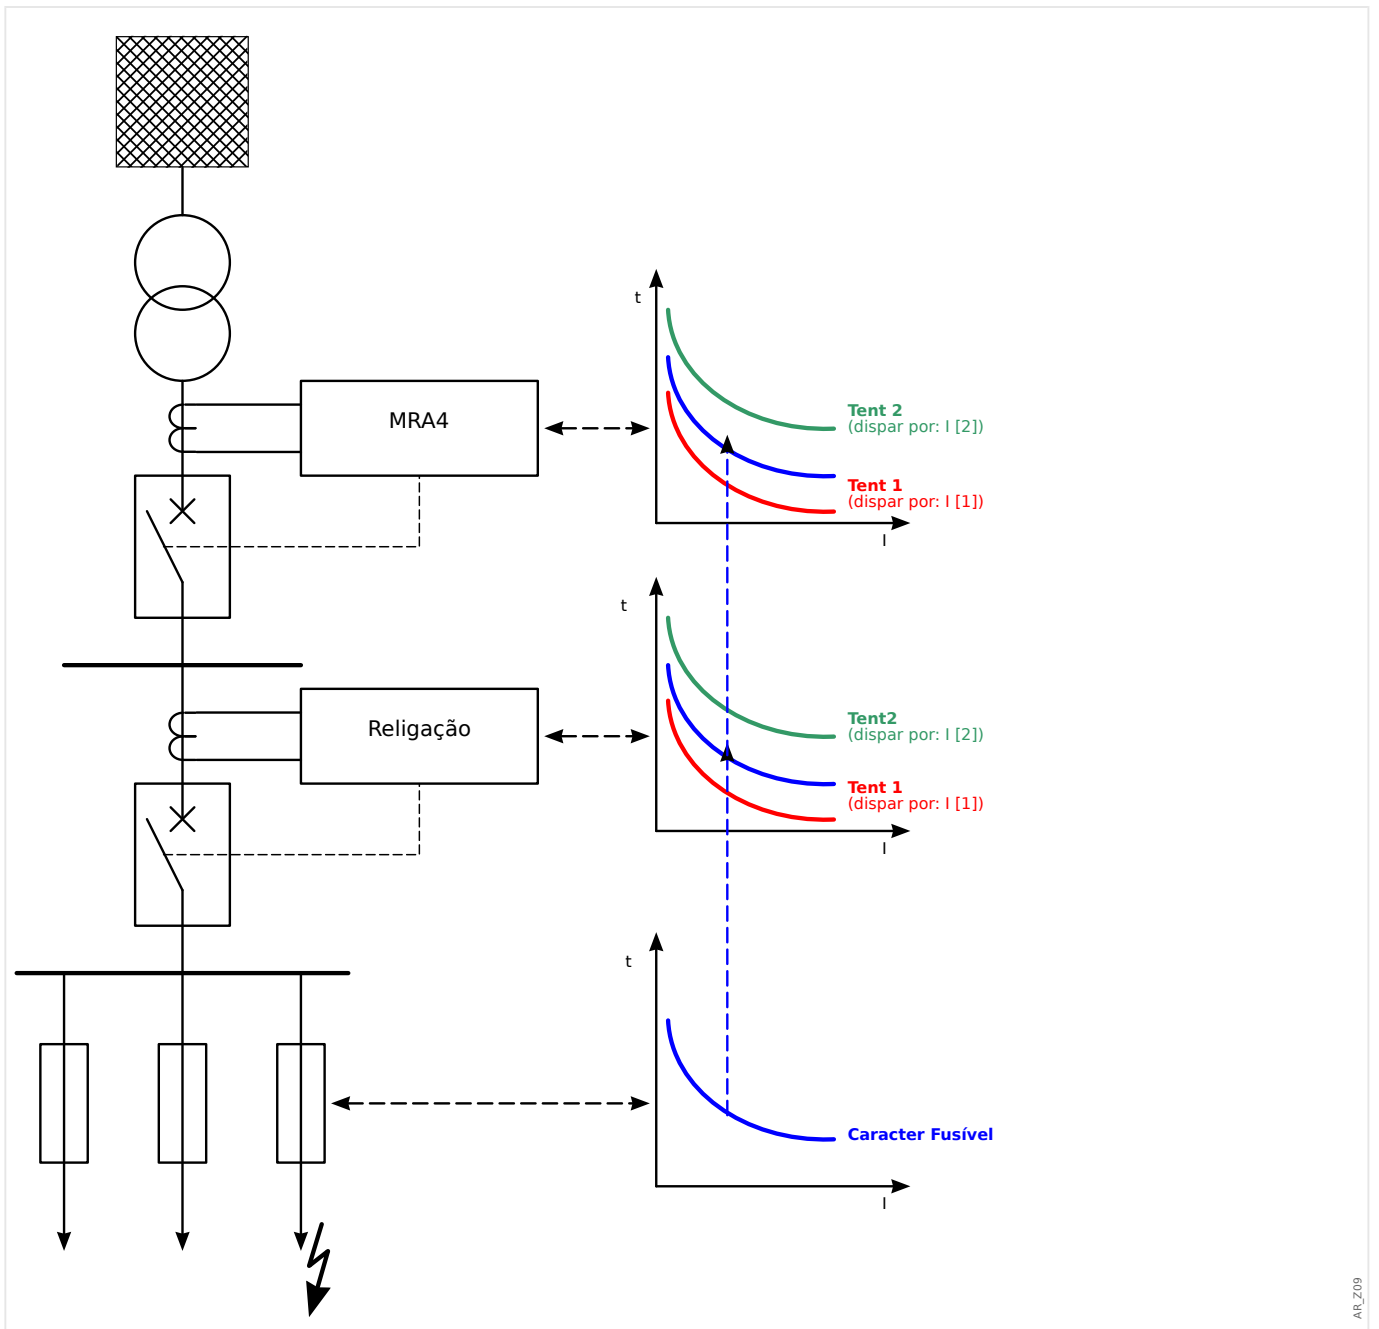 t
MRA4
Tent 2
(dispar por: I [2])
Tent 1
(dispar por: I [1])
I
t
Religação
Tent2
(dispar por: I [2])
Tent 1
(dispar por: I [1])
I
t
Caracter Fusível
I
AR_Z09